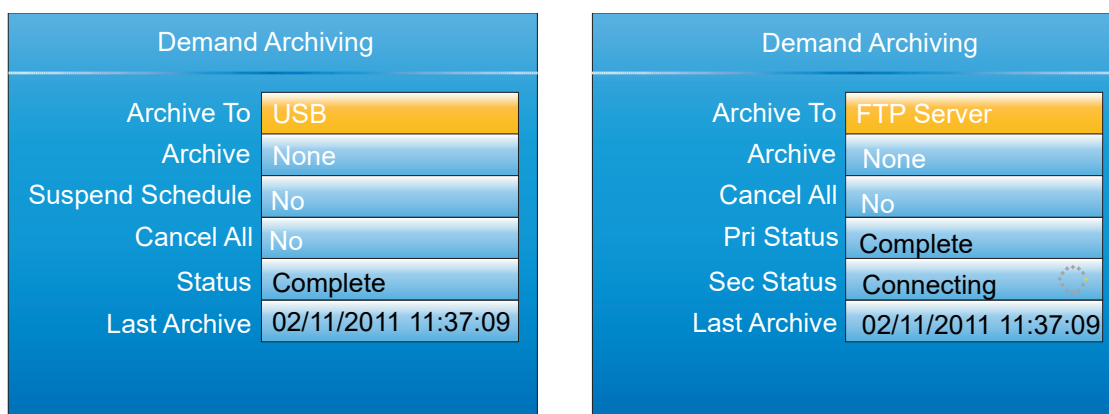 Demand Archiving
Archive To USB
Archive None
Suspend Schedule No
Cancel All No
Status Complete
Last Archive 02/11/2011 11:37:09
Demand Archiving
Archive To FTP Server
Archive None
Cancel All No
Pri Status Complete
Sec Status Connecting
Last Archive 02/11/2011 11:37:09